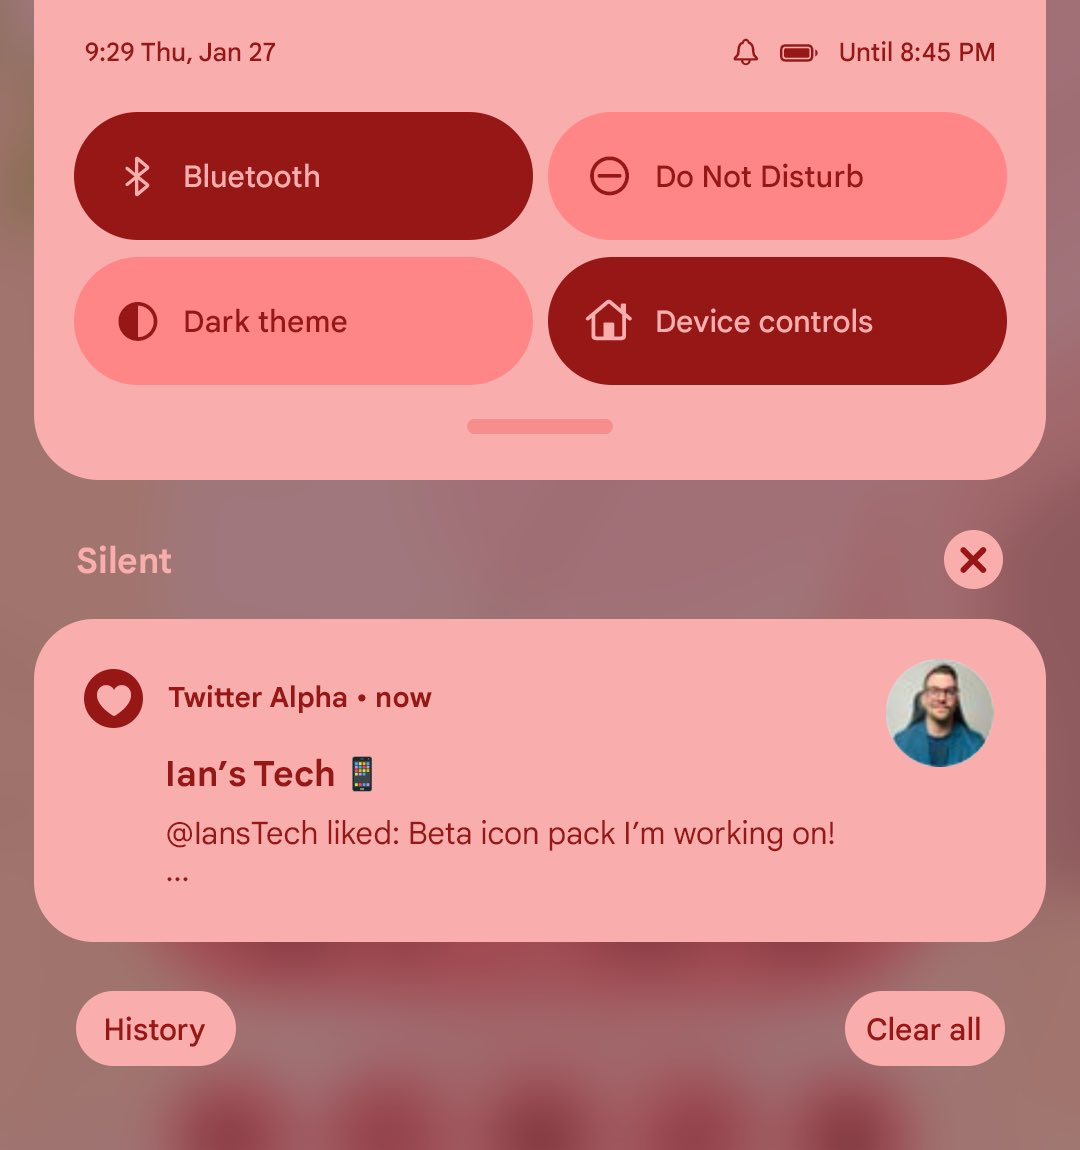 9:29 Thu, Jan 27 Until 8:45 PM
Bluetooth Do Not Disturb
Dark theme Device controls
Silent
Twitter Alpha • now
Ian’s Tech 📱
@IansTech liked: Beta icon pack I’m working on!
...
History Clear all